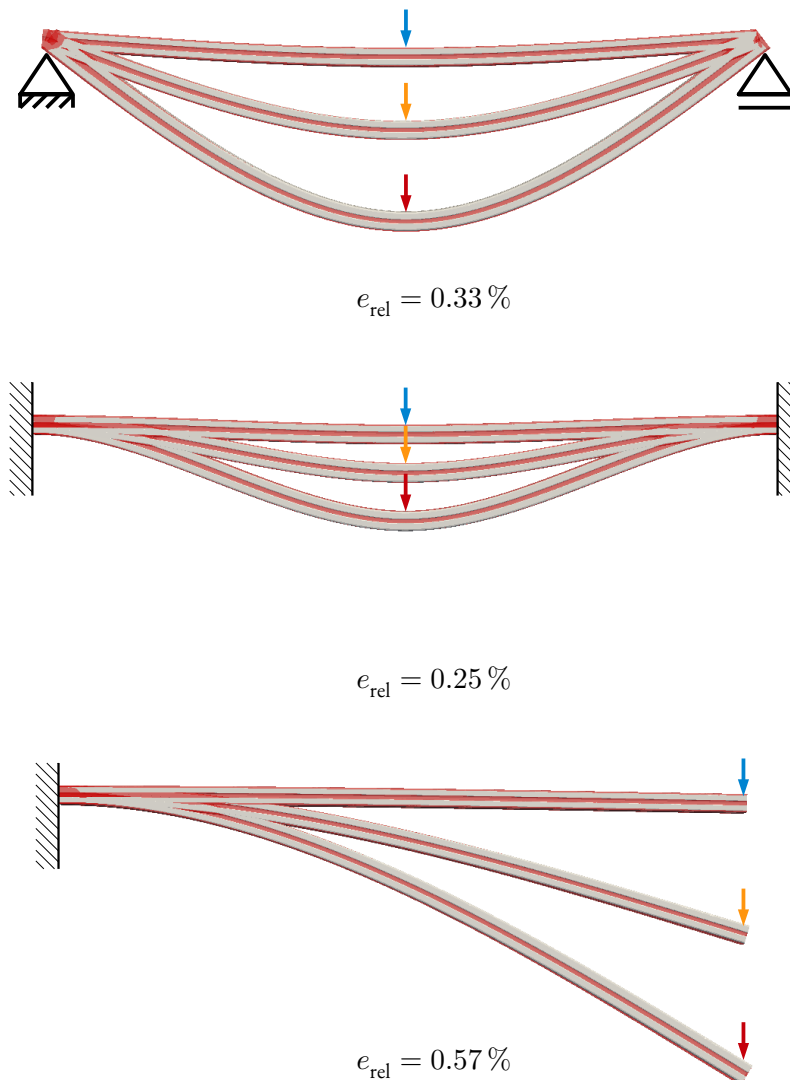 e_rel = 0.33 %
e_rel = 0.25 %
e_rel = 0.57 %